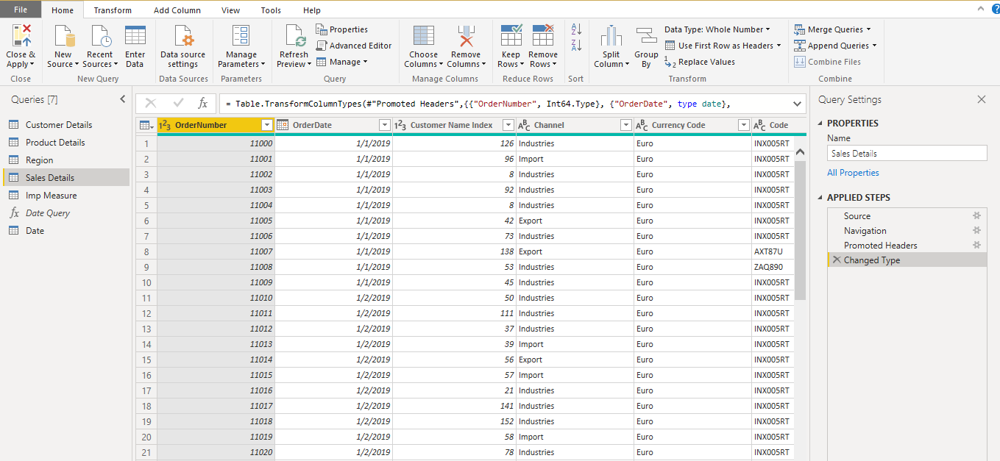 File Home Transform Add Column View Tools Help
Close & Apply
New Source
Recent Sources
Enter Data
Data source settings
Manage Parameters
Refresh Preview
Properties
Advanced Editor
Manage
Choose Columns
Remove Columns
Keep Rows
Remove Rows
Split Column
Group By
Data Type: Whole Number
Use First Row as Headers
Replace Values
Merge Queries
Append Queries
Combine Files
Close New Query Data Sources Parameters Query Manage Columns Reduce Rows Sort Transform Combine
Queries [7]
Customer Details
Product Details
Region
Sales Details
Imp Measure
Date Query
Date
= Table.TransformColumnTypes(#"Promoted Headers",{{"OrderNumber", Int64.Type}, {"OrderDate", type date},
OrderNumber OrderDate Customer Name Index Channel Currency Code Code
1 11000 1/1/2019 126 Industries Euro INX005RT
2 11001 1/1/2019 96 Import Euro INX005RT
3 11002 1/1/2019 8 Industries Euro INX005RT
4 11003 1/1/2019 92 Industries Euro INX005RT
5 11004 1/1/2019 8 Industries Euro INX005RT
6 11005 1/1/2019 42 Export Euro INX005RT
7 11006 1/1/2019 73 Industries Euro INX005RT
8 11007 1/1/2019 138 Export Euro AXT87U
9 11008 1/1/2019 53 Industries Euro ZAQ890
10 11009 1/1/2019 45 Industries Euro INX005RT
11 11010 1/2/2019 50 Industries Euro INX005RT
12 11011 1/2/2019 111 Industries Euro INX005RT
13 11012 1/2/2019 37 Industries Euro INX005RT
14 11013 1/2/2019 39 Import Euro INX005RT
15 11014 1/2/2019 56 Export Euro INX005RT
16 11015 1/2/2019 57 Import Euro INX005RT
17 11016 1/2/2019 21 Industries Euro INX005RT
18 11017 1/2/2019 141 Industries Euro INX005RT
19 11018 1/2/2019 152 Industries Euro INX005RT
20 11019 1/2/2019 58 Import Euro INX005RT
21 11020 1/2/2019 78 Industries Euro INX005RT
Query Settings
PROPERTIES
Name
Sales Details
All Properties
APPLIED STEPS
Source
Navigation
Promoted Headers
Changed Type